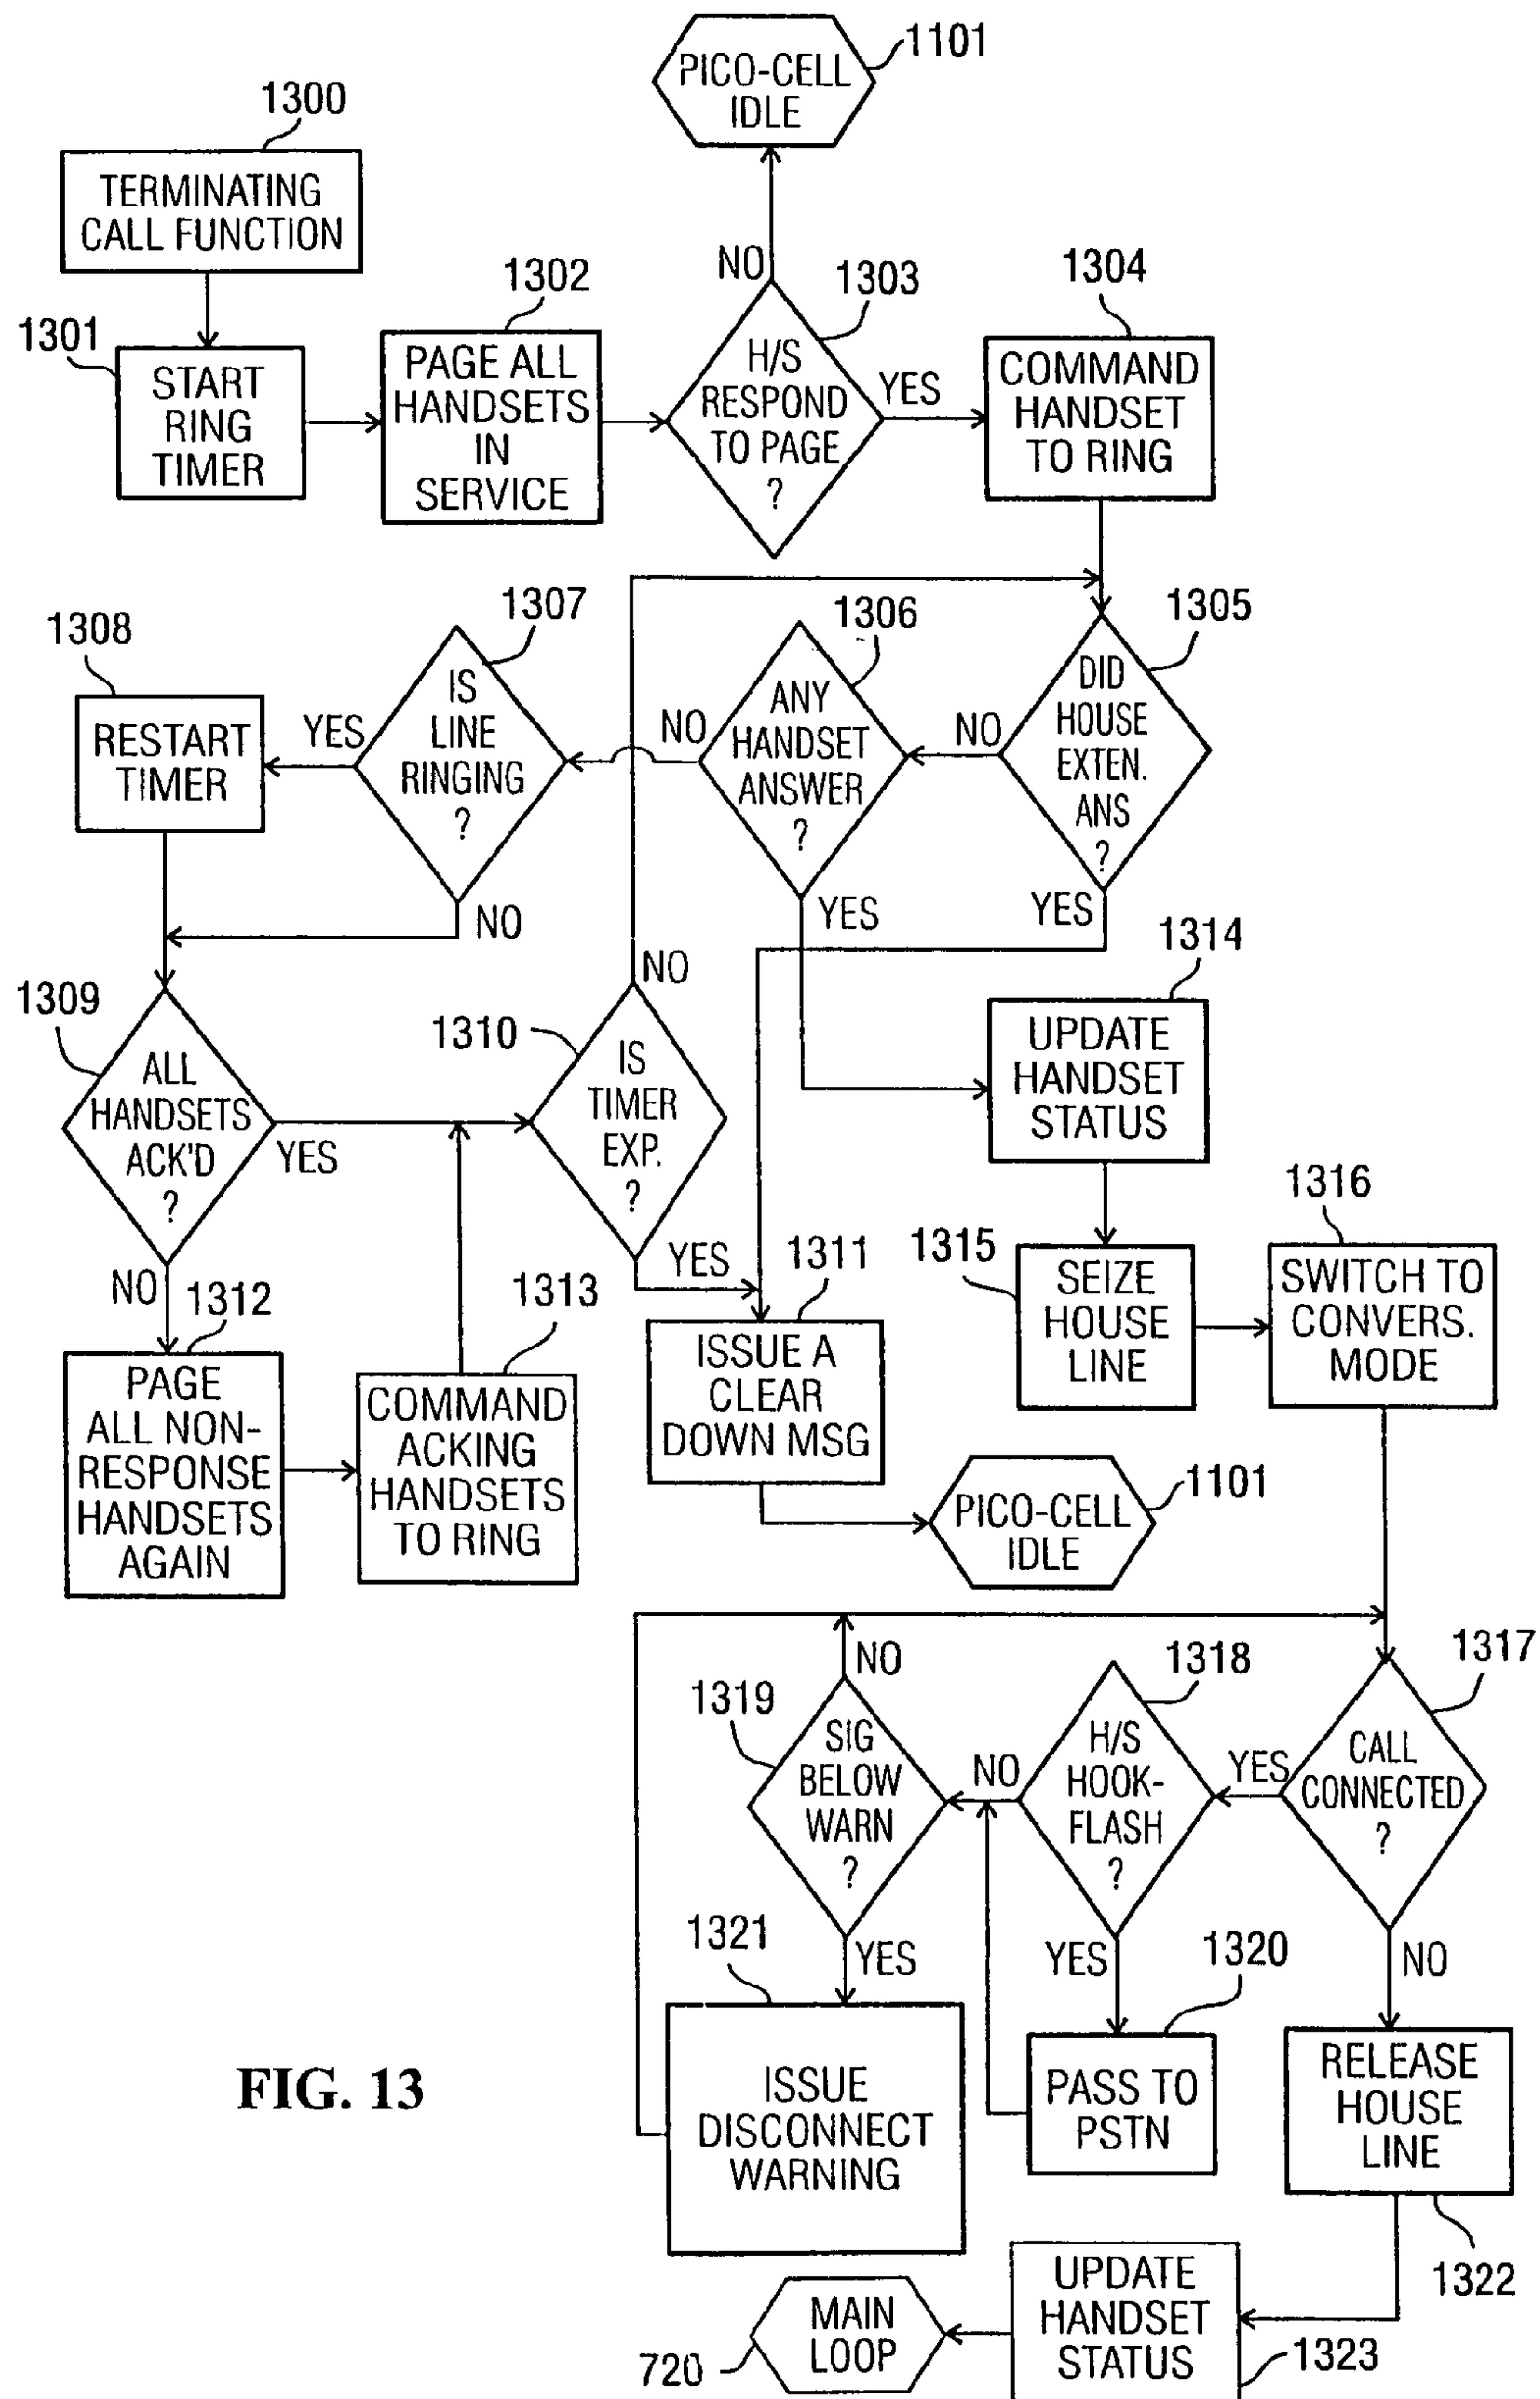 1101
PICO-CELL
IDLE
1300
TERMINATING
CALL FUNCTION
1301
START
RING
TIMER
1302
PAGE ALL
HANDSETS
IN
SERVICE
NO
1303
H/S
RESPOND
TO PAGE
?
YES
1304
COMMAND
HANDSET
TO RING
1308
RESTART
TIMER
YES
1307
IS
LINE
RINGING
?
NO
NO
1306
ANY
HANDSET
ANSWER
?
YES
NO
1305
DID
HOUSE
EXTEN.
ANS
?
YES
1309
ALL
HANDSETS
ACK'D
?
YES
NO
1310
NO
IS
TIMER
EXP.
?
YES
1314
UPDATE
HANDSET
STATUS
1312
PAGE
ALL NON-
RESPONSE
HANDSETS
AGAIN
1313
COMMAND
ACKING
HANDSETS
TO RING
1311
ISSUE A
CLEAR
DOWN MSG
1315
SEIZE
HOUSE
LINE
1316
SWITCH TO
CONVERS.
MODE
1101
PICO-CELL
IDLE
NO
1319
SIG
BELOW
WARN
?
YES
1318
H/S
HOOK-
FLASH
?
NO
YES
1317
CALL
CONNECTED
?
YES
NO
1321
ISSUE
DISCONNECT
WARNING
1320
PASS TO
PSTN
RELEASE
HOUSE
LINE
1322
FIG. 13
MAIN
LOOP
720
UPDATE
HANDSET
STATUS
1323